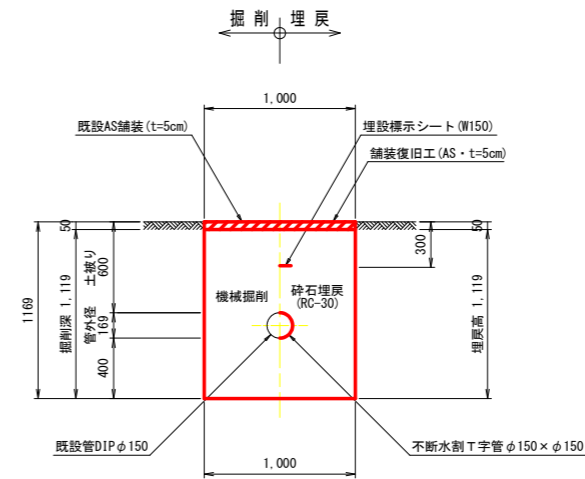 掘削 埋戻
1,000
既設AS舗装(t=5cm)
埋設標示シート(W150)
舗装復旧工(AS・t=5cm)
50
50
300
土被り
600
1169
掘削深 1,119
管外径
169
400
機械掘削
砕石埋戻
(RC-30)
埋戻高 1,119
既設管DIPφ150
不断水割T字管φ150×φ150
1,000